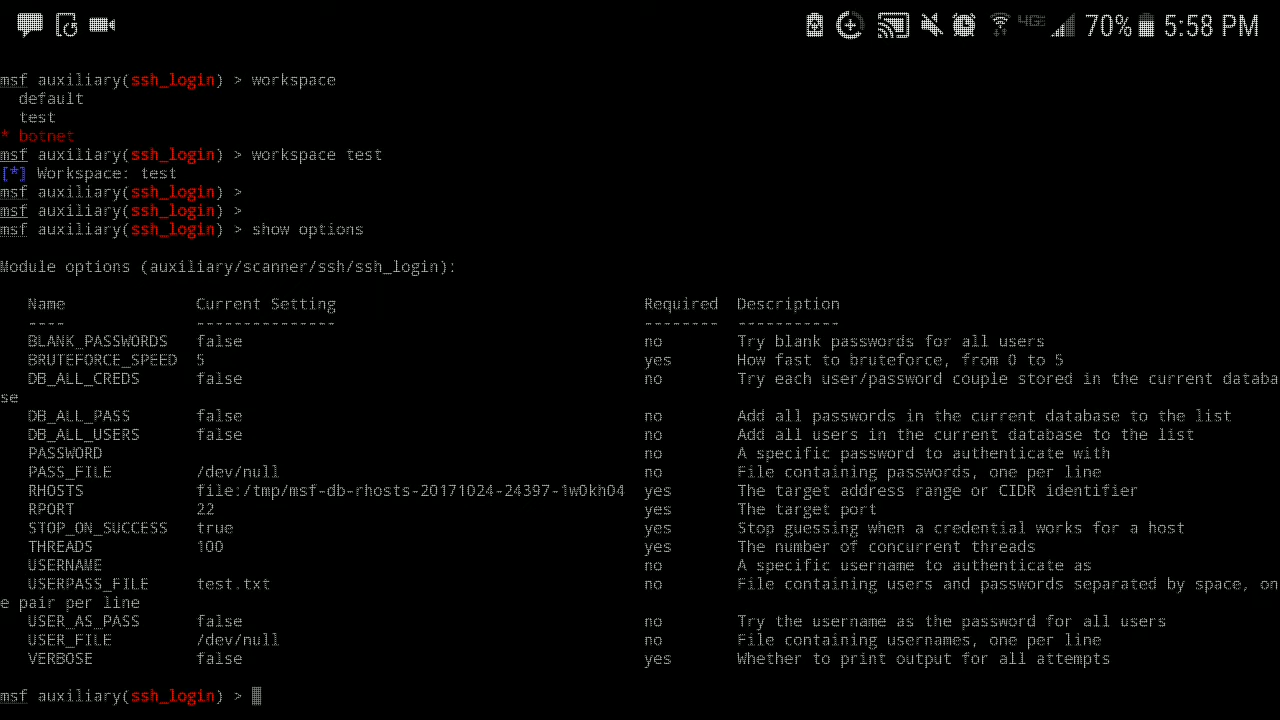 4GE 70% 5:58 PM
msf auxiliary(ssh_login) > workspace
default
test
* botnet
msf auxiliary(ssh_login) > workspace test
[*] Workspace: test
msf auxiliary(ssh_login) >
msf auxiliary(ssh_login) >
msf auxiliary(ssh_login) > show options
Module options (auxiliary/scanner/ssh/ssh_login):
Name Current Setting Required Description
---- --------------- -------- -----------
BLANK_PASSWORDS false no Try blank passwords for all users
BRUTEFORCE_SPEED 5 yes How fast to bruteforce, from 0 to 5
DB_ALL_CREDS false no Try each user/password couple stored in the current databa
se
DB_ALL_PASS false no Add all passwords in the current database to the list
DB_ALL_USERS false no Add all users in the current database to the list
PASSWORD no A specific password to authenticate with
PASS_FILE /dev/null no File containing passwords, one per line
RHOSTS file:/tmp/msf-db-rhosts-20171024-24397-1w0kh04 yes The target address range or CIDR identifier
RPORT 22 yes The target port
STOP_ON_SUCCESS true yes Stop guessing when a credential works for a host
THREADS 100 yes The number of concurrent threads
USERNAME no A specific username to authenticate as
USERPASS_FILE test.txt no File containing users and passwords separated by space, on
e pair per line
USER_AS_PASS false no Try the username as the password for all users
USER_FILE /dev/null no File containing usernames, one per line
VERBOSE false yes Whether to print output for all attempts
msf auxiliary(ssh_login) >